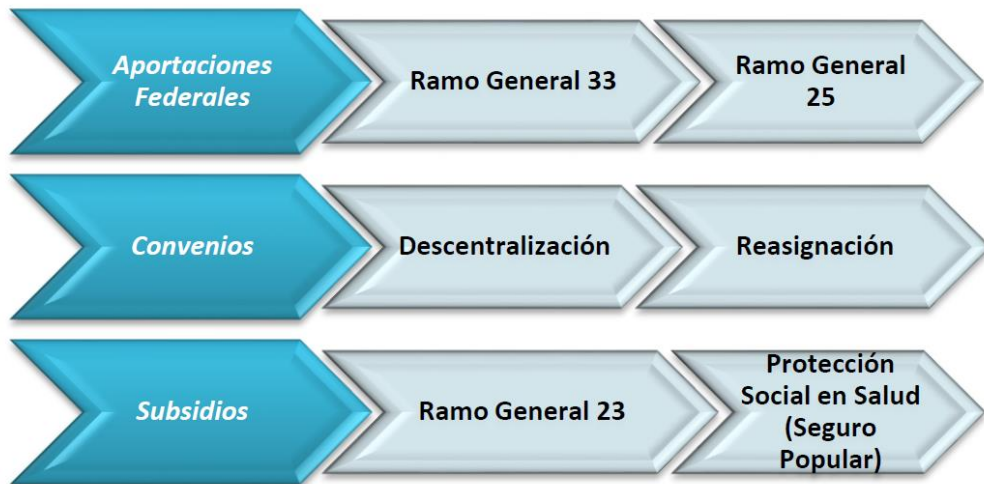 Aportaciones
Federales
Ramo General 33
Ramo General
25
Convenios
Descentralización
Reasignación
Subsidios
Ramo General 23
Protección
Social en Salud
(Seguro
Popular)